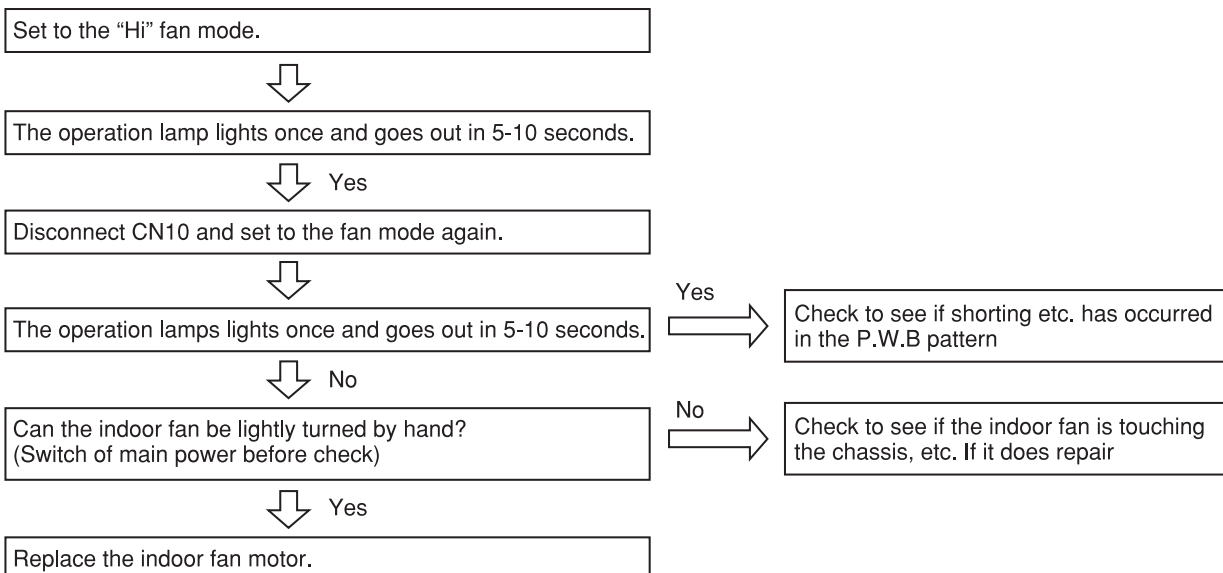 Set to the “Hi” fan mode.
The operation lamp lights once and goes out in 5-10 seconds.
Yes
Disconnect CN10 and set to the fan mode again.
The operation lamps lights once and goes out in 5-10 seconds.
Yes
Check to see if shorting etc. has occurred
in the P.W.B pattern
No
Can the indoor fan be lightly turned by hand?
(Switch of main power before check)
No
Check to see if the indoor fan is touching
the chassis, etc. If it does repair
Yes
Replace the indoor fan motor.